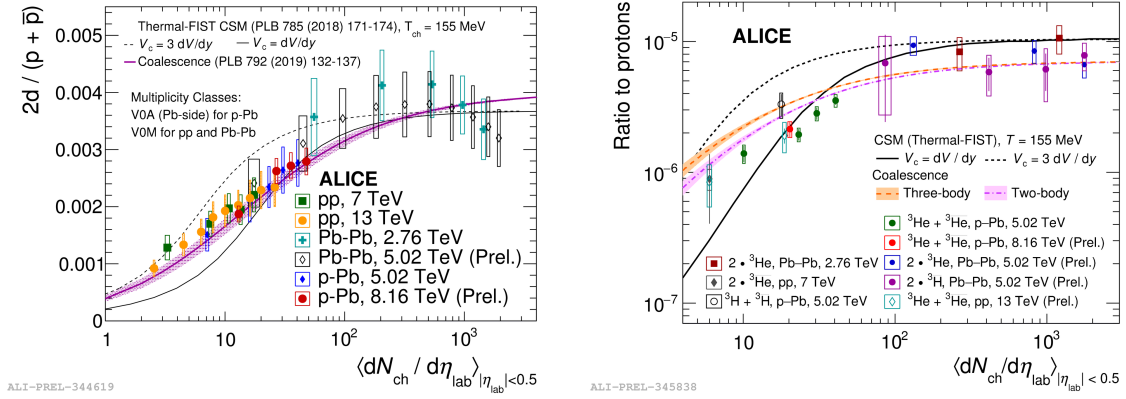 Thermal-FIST CSM (PLB 785 (2018) 171-174), T_ch = 155 MeV
V_c = 3 dV/dy
V_c = dV/dy
Coalescence (PLB 792 (2019) 132-137)
Multiplicity Classes:
V0A (Pb-side) for p-Pb
V0M for pp and Pb-Pb
ALICE
pp, 7 TeV
pp, 13 TeV
Pb-Pb, 2.76 TeV
Pb-Pb, 5.02 TeV (Prel.)
p-Pb, 5.02 TeV
p-Pb, 8.16 TeV (Prel.)
2d / (p + p̅)
0.005
0.004
0.003
0.002
0.001
0
1
10
10²
10³
⟨dN_ch / dη_lab⟩_|η_lab|<0.5
ALI-PREL-344619
ALICE
Ratio to protons
10⁻⁵
10⁻⁶
10⁻⁷
CSM (Thermal-FIST), T = 155 MeV
V_c = dV / dy
V_c = 3 dV / dy
Coalescence
Three-body
Two-body
³He + ³He, p–Pb, 5.02 TeV
³He + ³He, p–Pb, 8.16 TeV (Prel.)
2 • ³He, Pb–Pb, 2.76 TeV
2 • ³He, Pb–Pb, 5.02 TeV (Prel.)
2 • ³He, pp, 7 TeV
2 • ³H, Pb–Pb, 5.02 TeV (Prel.)
³H + ³H, p–Pb, 5.02 TeV
³He + ³He, pp, 13 TeV (Prel.)
10
10²
10³
⟨dN_ch/dη_lab⟩_|η_lab| < 0.5
ALI-PREL-345838